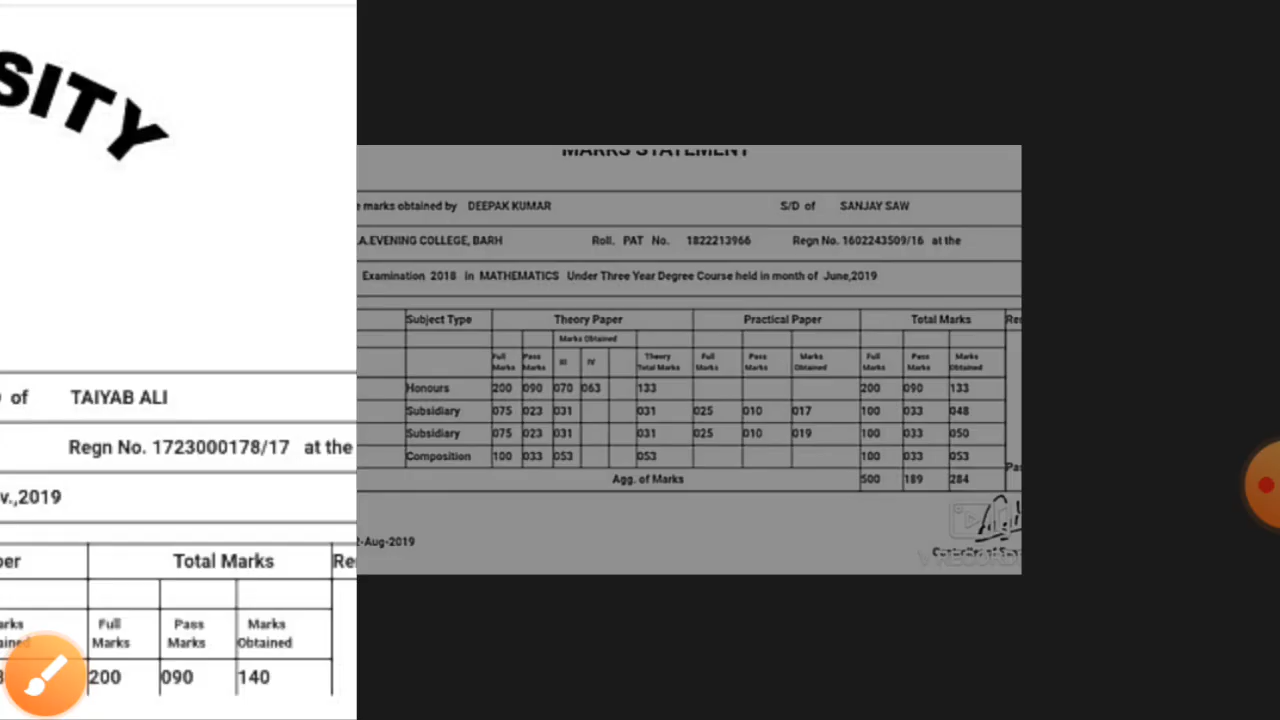 SITY
of TAIYAB ALI
Regn No. 1723000178/17 at the
v.,2019
per Total Marks Re
Full Pass Marks
Marks Marks Obtained
200 090 140
MARKS STATEMENT
e marks obtained by DEEPAK KUMAR S/D of SANJAY SAW
.A.EVENING COLLEGE, BARH Roll. PAT No. 1822213966 Regn No. 1602243509/16 at the
Examination 2018 in MATHEMATICS Under Three Year Degree Course held in month of June,2019
Subject Type Theory Paper Practical Paper Total Marks Re
Marks Obtained
Full Pass III IV Theory Full Pass Marks Full Pass Marks
Marks Marks Total Marks Marks Marks Obtained Marks Marks Obtained
Honours 200 090 070 063 133 200 090 133
Subsidiary 075 023 031 031 025 010 017 100 033 048
Subsidiary 075 023 031 031 025 010 019 100 033 050
Composition 100 033 053 053 100 033 053
Pa
Agg. of Marks 500 189 284
-Aug-2019